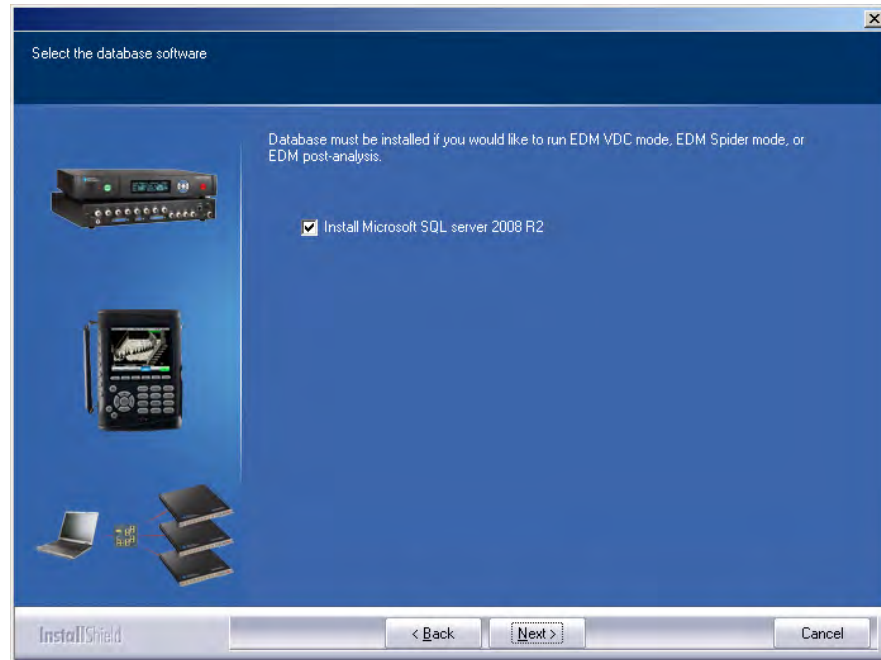 Select the database software
Database must be installed if you would like to run EDM VDC mode, EDM Spider mode, or
EDM post-analysis.
Install Microsoft SQL server 2008 R2
InstallShield
< Back
Next >
Cancel